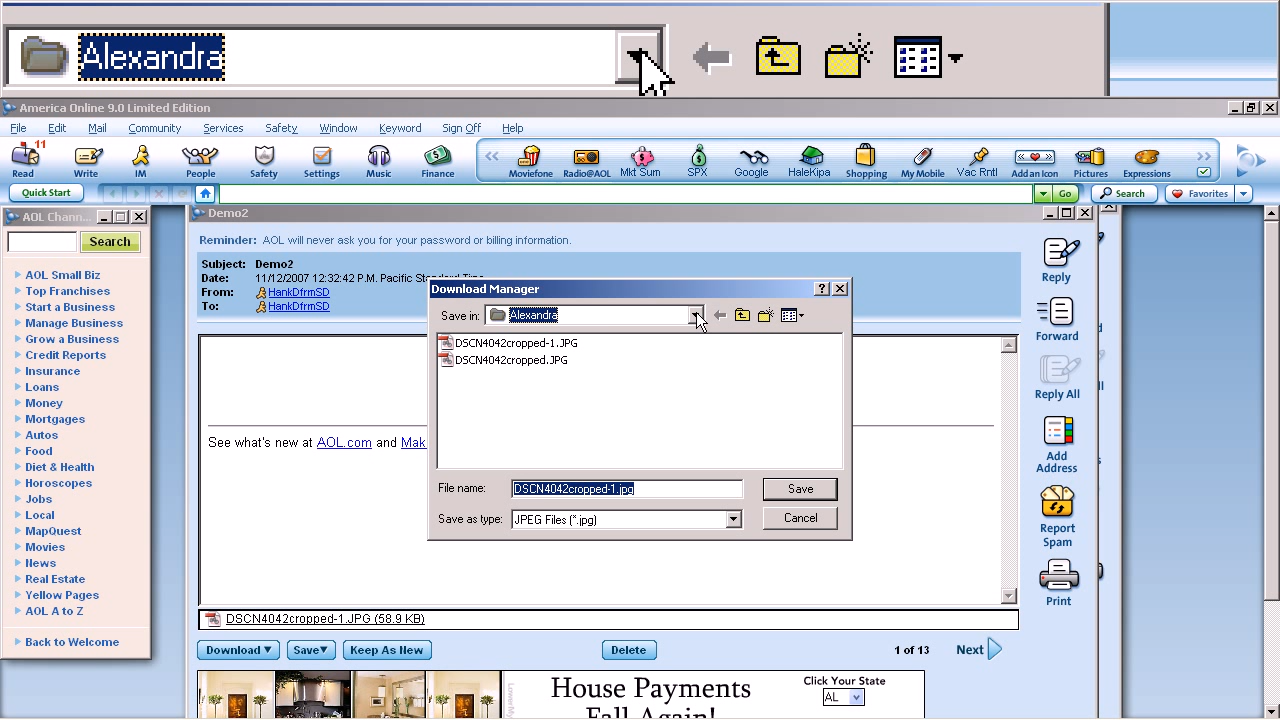 Alexandra
America Online 9.0 Limited Edition
File Edit Mail Community Services Safety Window Keyword Sign Off Help
11
Read Write IM People Safety Settings Music Finance Moviefone Radio@AOL Mkt Sum SPX Google HaleKipa Shopping My Mobile Vac Rntl Add an Icon Pictures Expressions
Quick Start Go Search Favorites
AOL Chann...
Search
AOL Small Biz
Top Franchises
Start a Business
Manage Business
Grow a Business
Credit Reports
Insurance
Loans
Money
Mortgages
Autos
Food
Diet & Health
Horoscopes
Jobs
Local
MapQuest
Movies
News
Real Estate
Yellow Pages
AOL A to Z
Back to Welcome
Demo2
Reminder: AOL will never ask you for your password or billing information.
Subject: Demo2
Date: 11/12/2007 12:32:42 P.M. Pacific Standard Time
From: HankDfrmSD
To: HankDfrmSD
See what's new at AOL.com and Mak
Download Manager
Save in: Alexandra
DSCN4042cropped-1.JPG
DSCN4042cropped.JPG
File name: DSCN4042cropped-1.jpg Save
Save as type: JPEG Files (*.jpg) Cancel
Reply
Forward
Reply All
Add
Address
Report
Spam
Print
DSCN4042cropped-1.JPG (58.9 KB)
Download Save Keep As New Delete 1 of 13 Next
House Payments
Fall Again!
Click Your State
AL